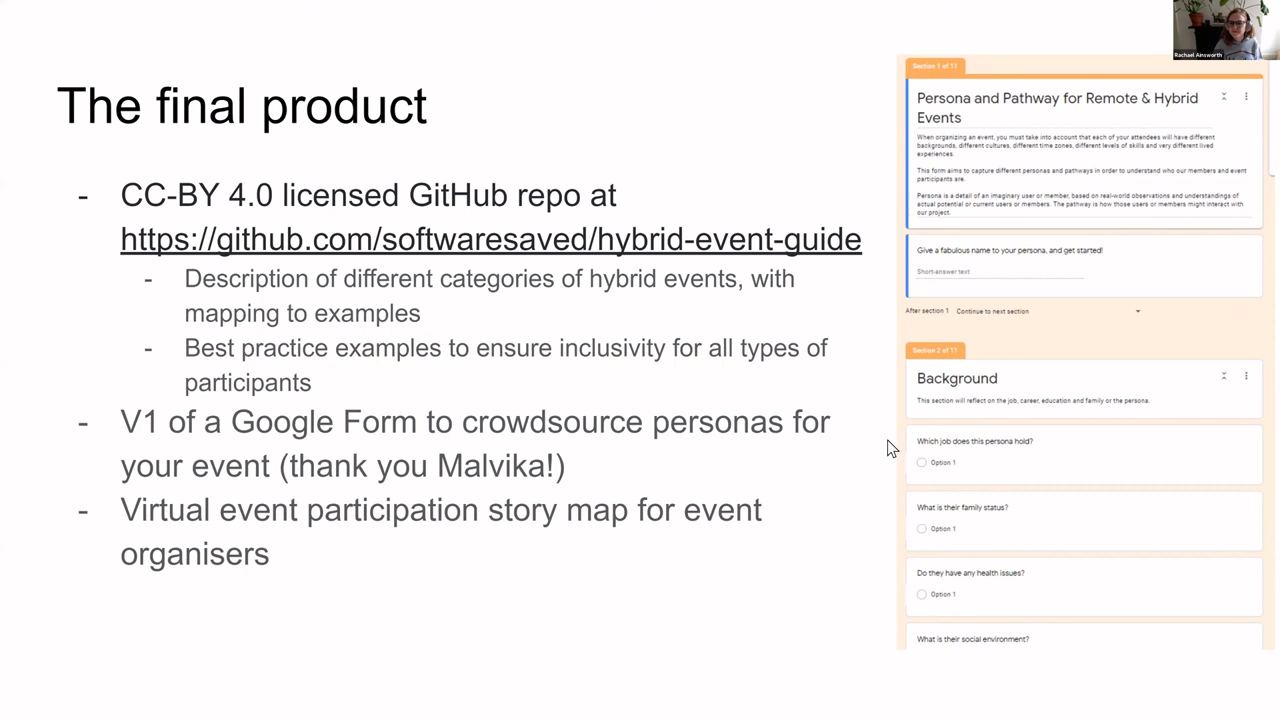 The final product
- CC-BY 4.0 licensed GitHub repo at
https://github.com/softwaresaved/hybrid-event-guide
- Description of different categories of hybrid events, with
mapping to examples
- Best practice examples to ensure inclusivity for all types of
participants
- V1 of a Google Form to crowdsource personas for
your event (thank you Malvika!)
- Virtual event participation story map for event
organisers
Rachael Ainsworth
Section 1 of 11
Persona and Pathway for Remote & Hybrid
Events
When organizing an event, you must take into account that each of your attendees will have different
backgrounds, different cultures, different time zones, different levels of skills and very different lived
experiences.
This form aims to capture different personas and pathways in order to understand who our members and event
participants are.
Persona is a detail of an imaginary user or member, based on real-world observations and understandings of
actual potential or current users or members. The pathway is how those users or members might interact with
our project.
Give a fabulous name to your persona, and get started!
Short-answer text
After section 1 Continue to next section
Section 2 of 11
Background
This section will reflect on the job, career, education and family or the persona.
Which job does this persona hold?
Option 1
What is their family status?
Option 1
Do they have any health issues?
Option 1
What is their social environment?